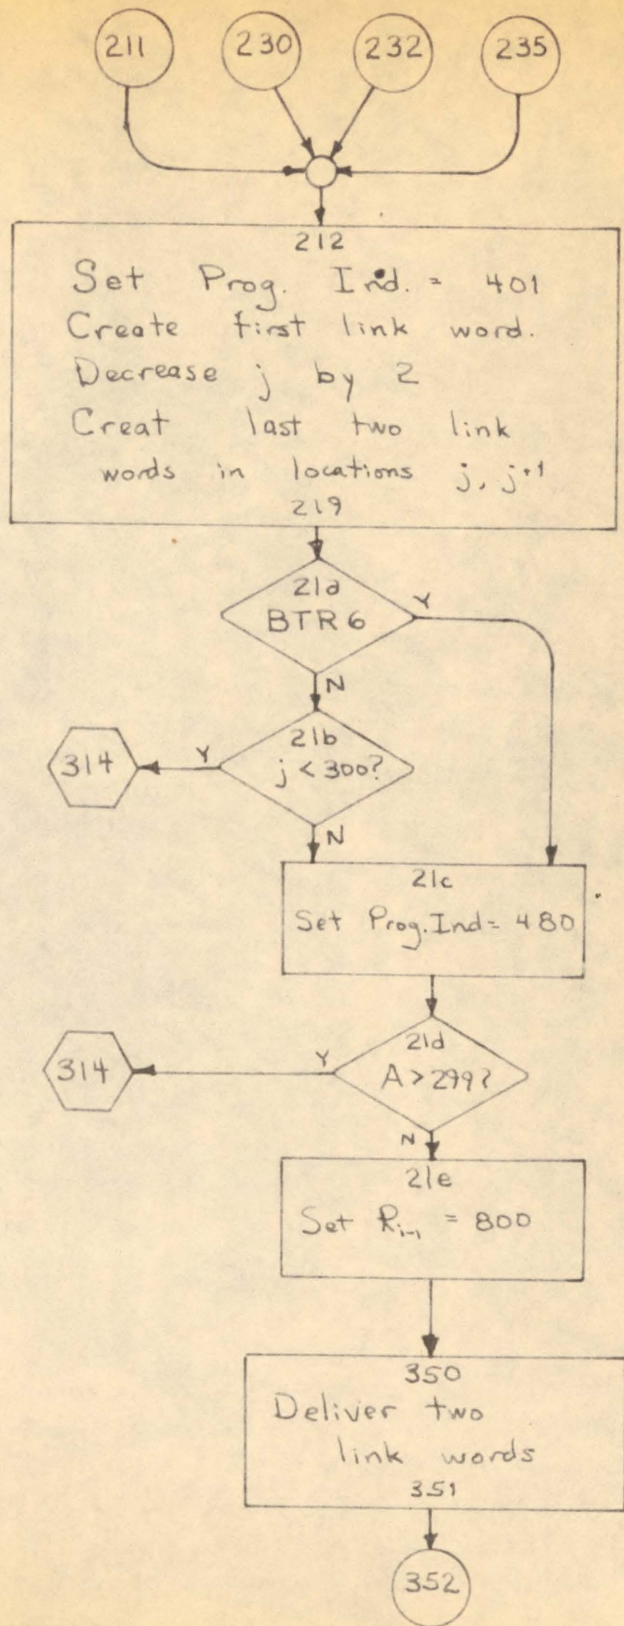 211 230 232 235
212
Set Prog. Ind. = 401
Create first link word.
Decrease j by 2
Creat last two link
words in locations j, j+1
219
21a
BTR 6
Y
N
21b
j < 300?
Y
314
N
21c
Set Prog. Ind = 480
21d
A > 299?
Y
314
N
21e
Set Ri-1 = 800
350
Deliver two
link words
351
352